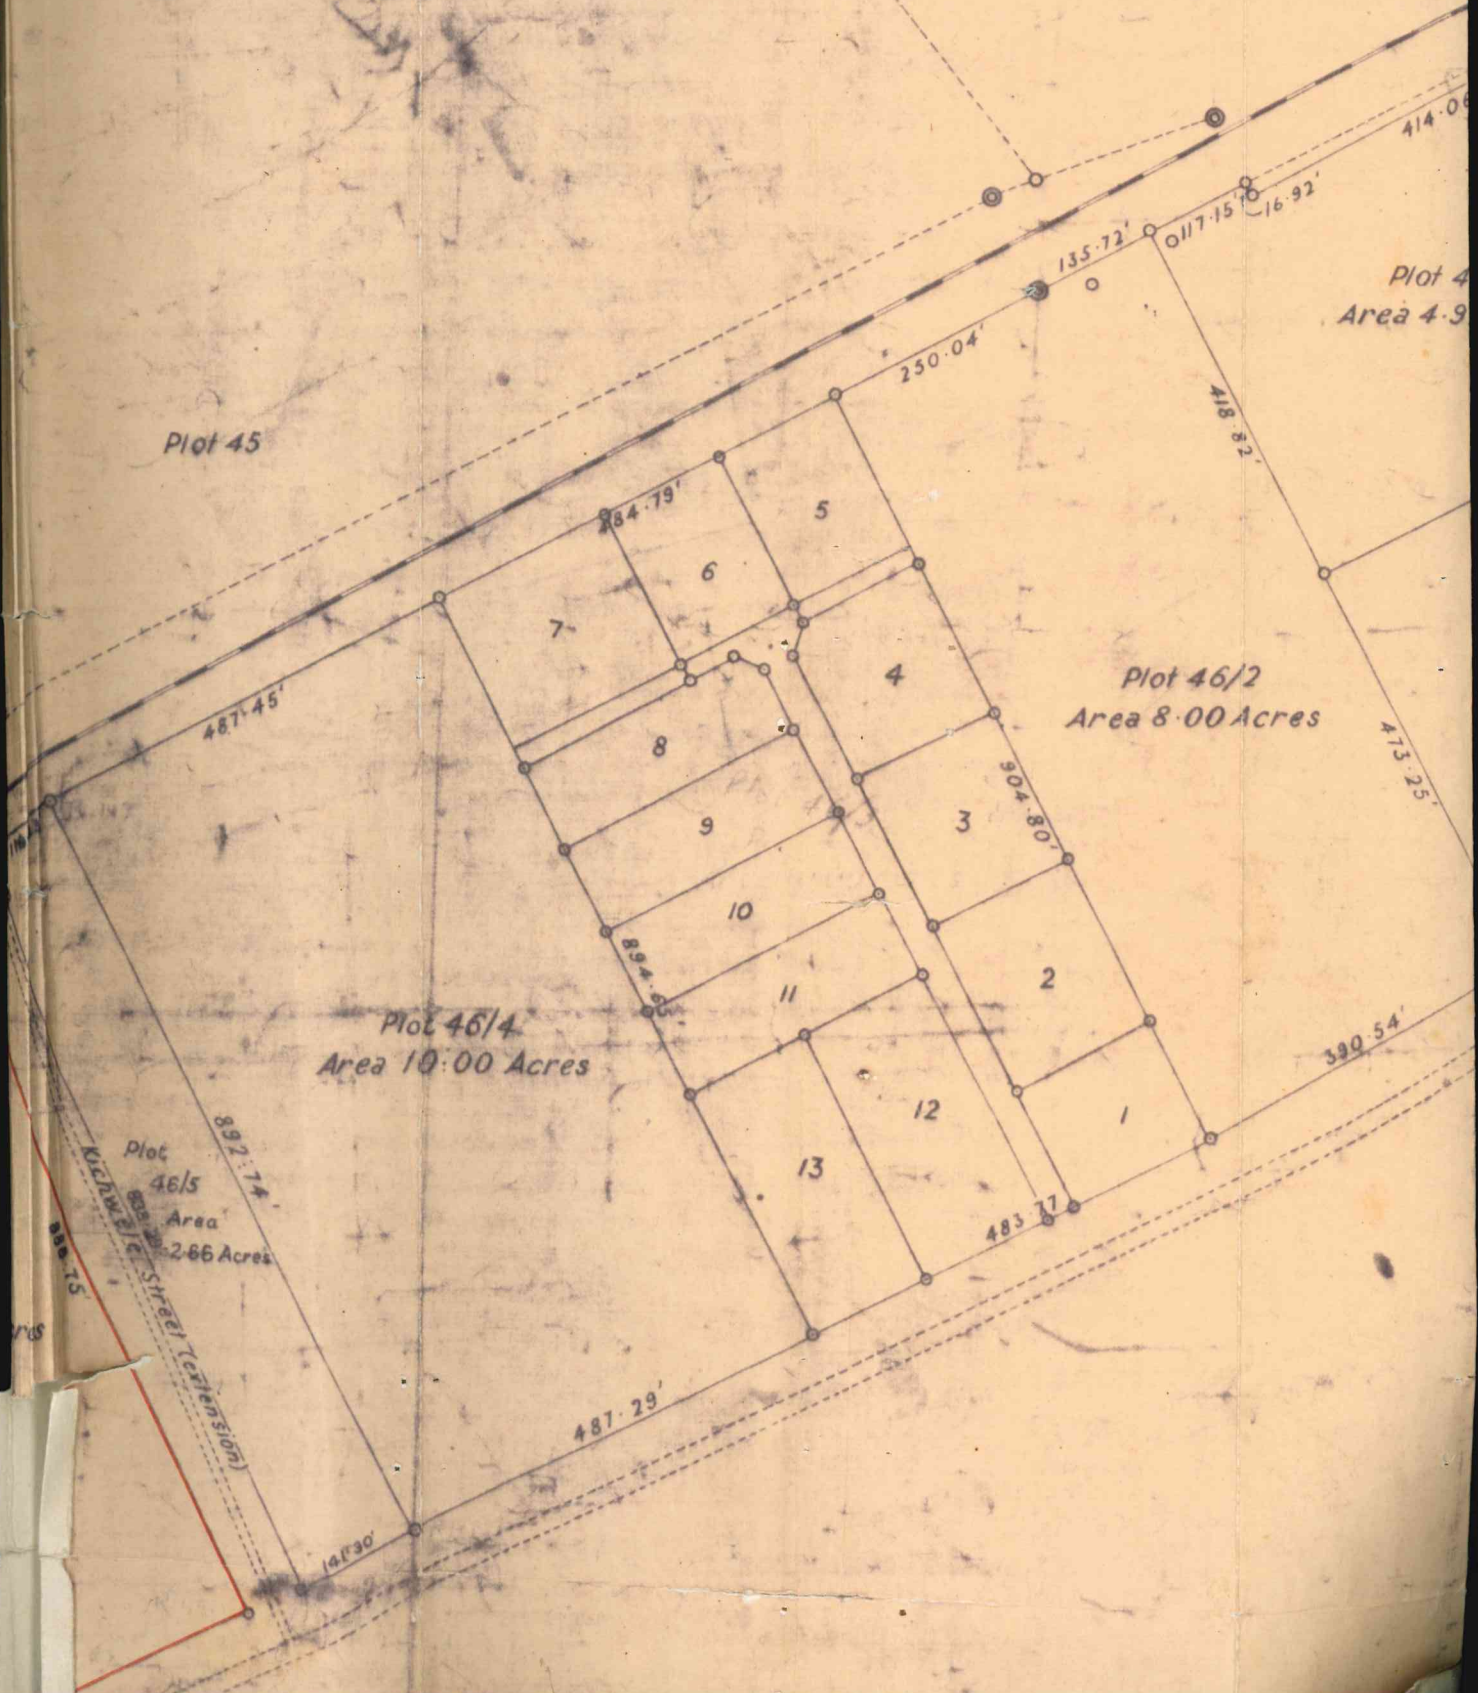 414.06
16.92'
117.15'
135.72'
Plot 4
Area 4.9
250.04'
418.82'
Plot 45
484.79'
5
6
7
487.45'
4
Plot 46/2
Area 8.00 Acres
8
473.25'
904.80'
3
9
10
894.6
11
2
Plot 46/4
Area 10.00 Acres
390.54'
12
1
892.74
13
Plot
46/5
Area
2.66 Acres
Kichwele Street (extension)
483.77
487.29'
141.30'